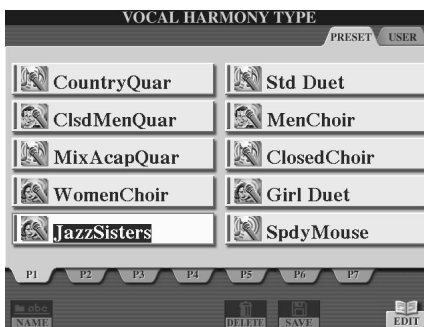 VOCAL HARMONY TYPE
PRESET USER
CountryQuar Std Duet
ClsdMenQuar MenChoir
MixAcapQuar ClosedChoir
WomenChoir Girl Duet
JazzSisters SpdyMouse
P1 P2 P3 P4 P5 P6 P7
abc
NAME DELETE SAVE EDIT